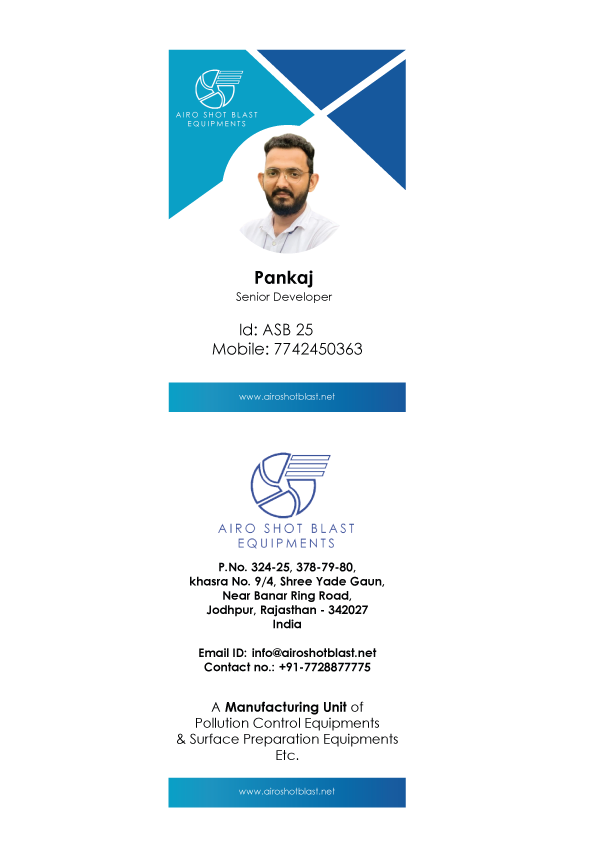 AIRO SHOT BLAST
EQUIPMENTS
Pankaj
Senior Developer
Id: ASB 25
Mobile: 7742450363
www.airoshotblast.net
AIRO SHOT BLAST
EQUIPMENTS
P.No. 324-25, 378-79-80,
khasra No. 9/4, Shree Yade Gaun,
Near Banar Ring Road,
Jodhpur, Rajasthan - 342027
India
Email ID: info@airoshotblast.net
Contact no.: +91-7728877775
A Manufacturing Unit of
Pollution Control Equipments
& Surface Preparation Equipments
Etc.
www.airoshotblast.net